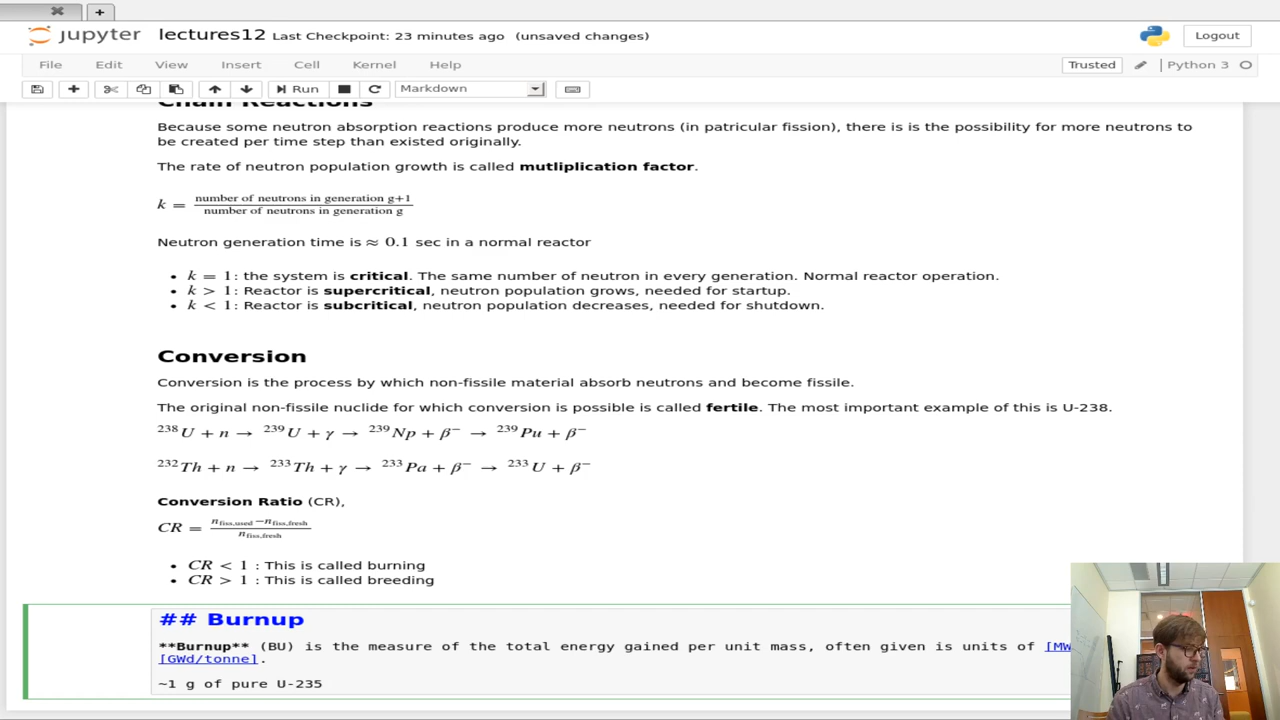 jupyter lectures12 Last Checkpoint: 23 minutes ago (unsaved changes) Logout
File Edit View Insert Cell Kernel Help Trusted Python 3
Run Markdown
Chain Reactions
Because some neutron absorption reactions produce more neutrons (in patricular fission), there is is the possibility for more neutrons to
be created per time step than existed originally.
The rate of neutron population growth is called mutliplication factor.
k = number of neutrons in generation g+1 / number of neutrons in generation g
Neutron generation time is ≈ 0.1 sec in a normal reactor
• k = 1: the system is critical. The same number of neutron in every generation. Normal reactor operation.
• k > 1: Reactor is supercritical, neutron population grows, needed for startup.
• k < 1: Reactor is subcritical, neutron population decreases, needed for shutdown.
Conversion
Conversion is the process by which non-fissile material absorb neutrons and become fissile.
The original non-fissile nuclide for which conversion is possible is called fertile. The most important example of this is U-238.
²³⁸U + n → ²³⁹U + γ → ²³⁹Np + β⁻ → ²³⁹Pu + β⁻
²³²Th + n → ²³³Th + γ → ²³³Pa + β⁻ → ²³³U + β⁻
Conversion Ratio (CR),
CR = n_fiss,used − n_fiss,fresh / n_fiss,fresh
• CR < 1 : This is called burning
• CR > 1 : This is called breeding
## Burnup
**Burnup** (BU) is the measure of the total energy gained per unit mass, often given is units of [MW
[GWd/tonne].
~1 g of pure U-235